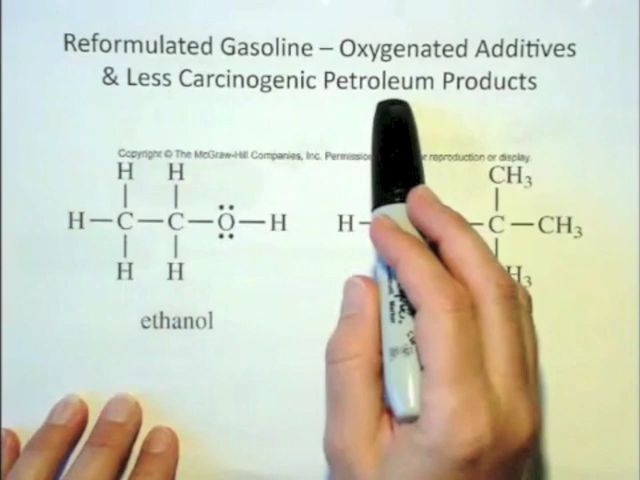 Reformulated Gasoline – Oxygenated Additives
& Less Carcinogenic Petroleum Products
Copyright © The McGraw-Hill Companies, Inc. reproduction or display.
H H CH₃
H—C—C—O—H H— —C—CH₃
H H H₃
ethanol